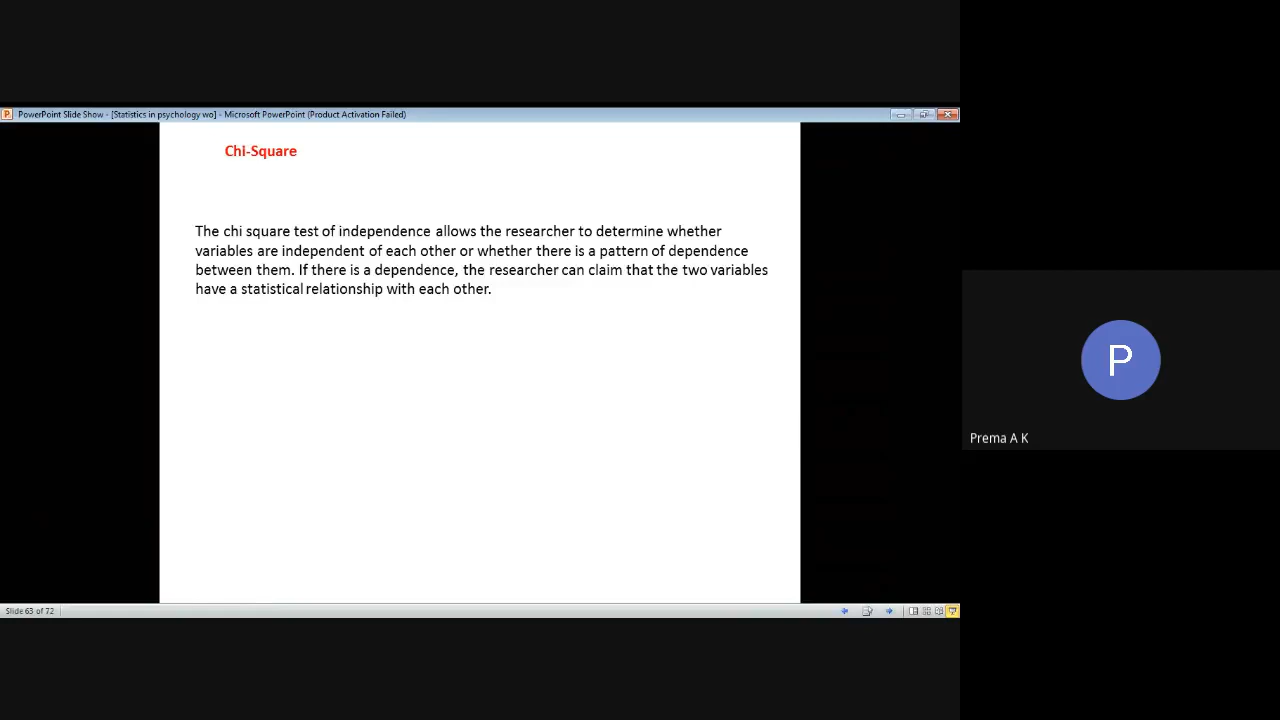 PowerPoint Slide Show - [Statistics in psychology wo] - Microsoft PowerPoint (Product Activation Failed)
Chi-Square
The chi square test of independence allows the researcher to determine whether
variables are independent of each other or whether there is a pattern of dependence
between them. If there is a dependence, the researcher can claim that the two variables
have a statistical relationship with each other.
P
Prema A K
Slide 63 of 72